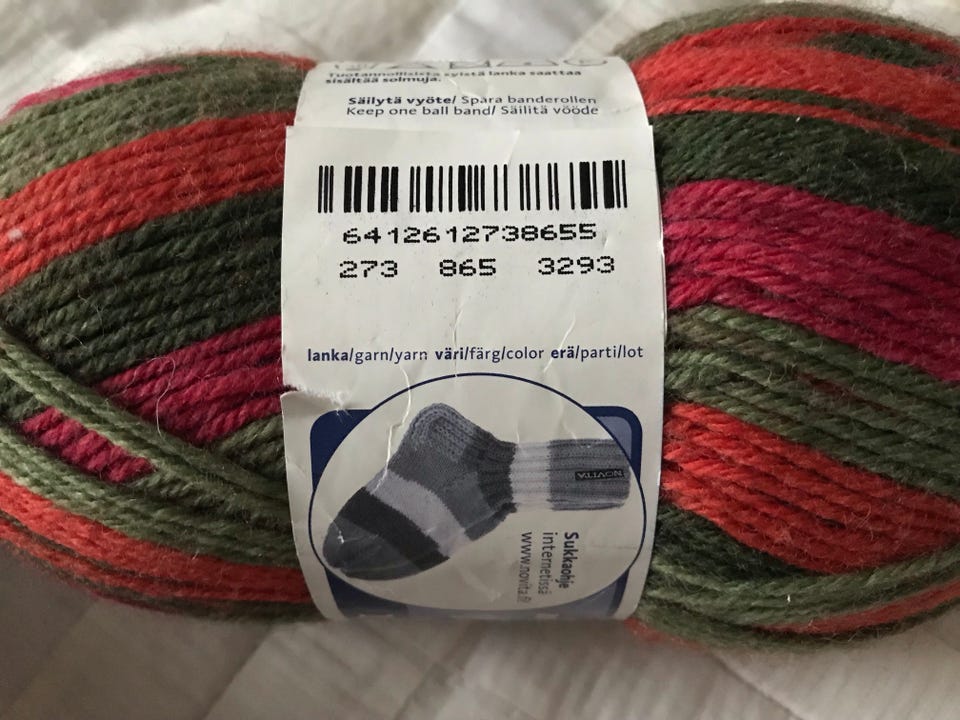 Tuotannollisista syistä lanka saattaa
sisältää solmuja.
Säilytä vyöte/ Spara banderollen
Keep one ball band/ Säilitä vööde
6412612738655
273 865 3293
lanka/garn/yarn väri/färg/color erä/parti/lot
NOVITA
Sukkaohje
internetissä
www.novita.fi